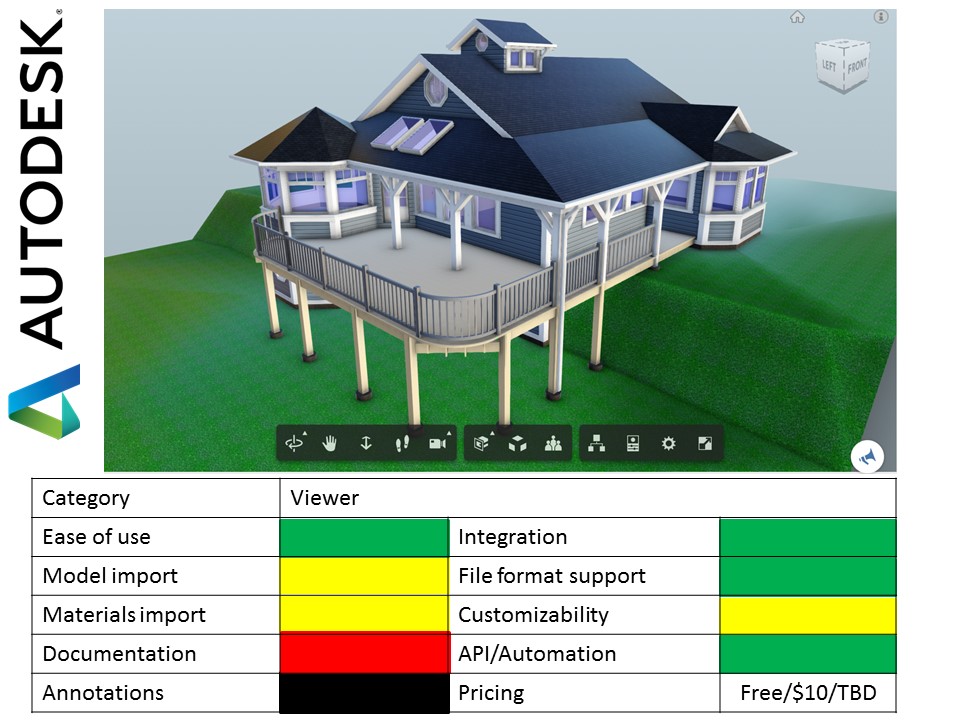 AUTODESK®
LEFT FRONT
Category Viewer
Ease of use Integration
Model import File format support
Materials import Customizability
Documentation API/Automation
Annotations Pricing Free/$10/TBD